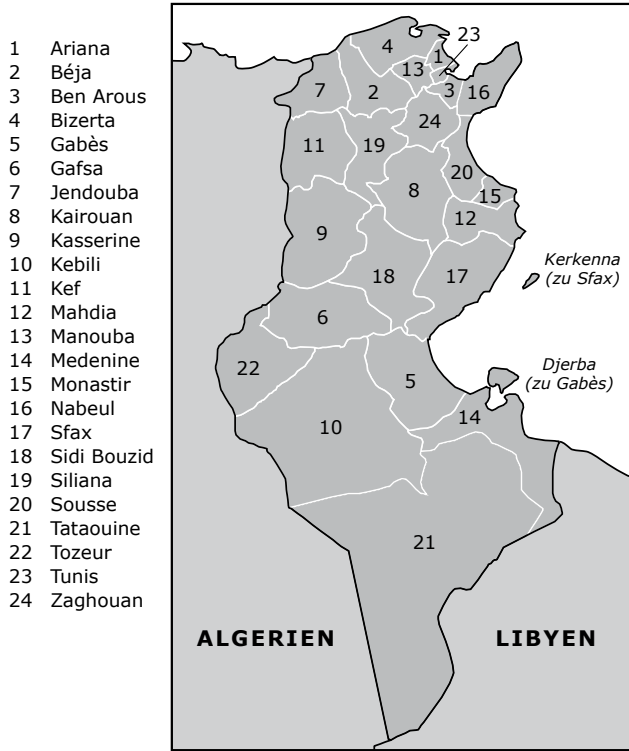 1 Ariana
2 Béja
3 Ben Arous
4 Bizerta
5 Gabès
6 Gafsa
7 Jendouba
8 Kairouan
9 Kasserine
10 Kebili
11 Kef
12 Mahdia
13 Manouba
14 Medenine
15 Monastir
16 Nabeul
17 Sfax
18 Sidi Bouzid
19 Siliana
20 Sousse
21 Tataouine
22 Tozeur
23 Tunis
24 Zaghouan
23
4
1
13
7
2
3
16
24
11
19
20
8
15
12
9
18
17
Kerkenna
(zu Sfax)
6
22
5
Djerba
(zu Gabès)
14
10
21
ALGERIEN
LIBYEN